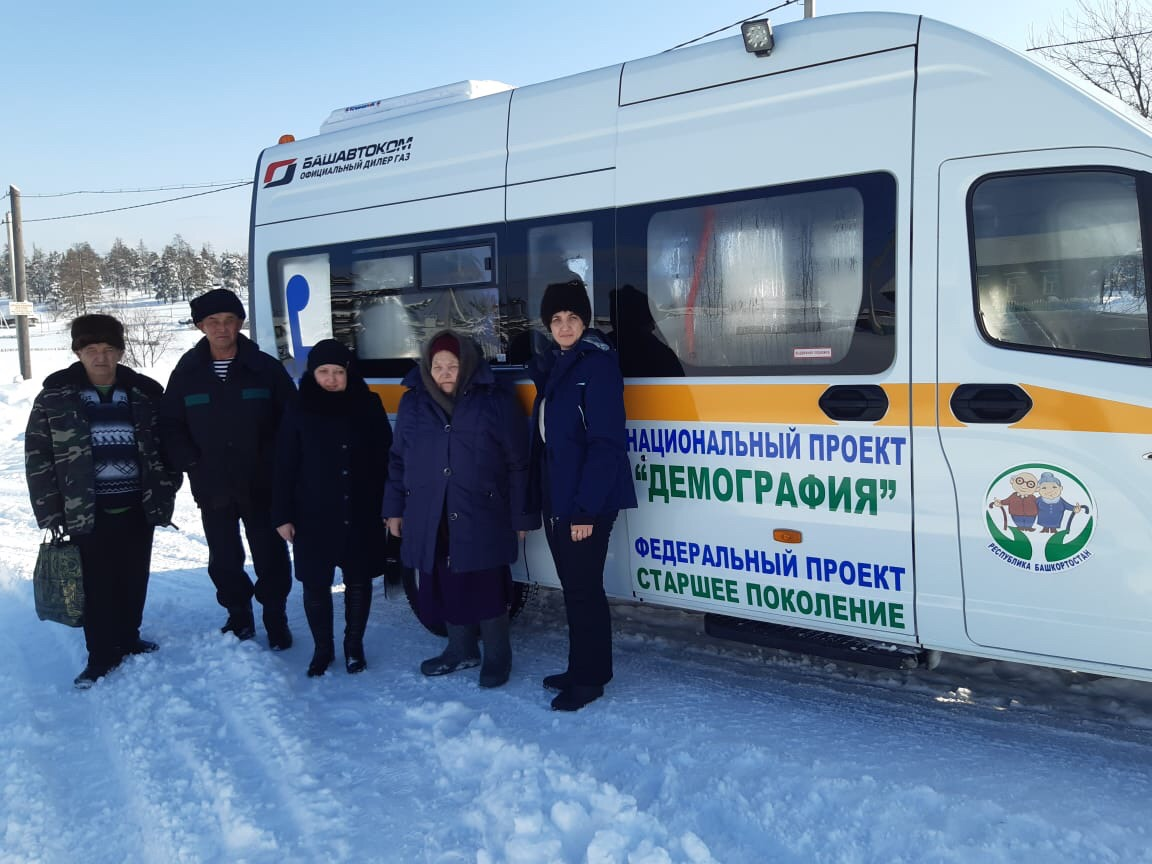 БАШАВТОКОМ
ОФИЦИАЛЬНЫЙ ДИЛЕР ГАЗ
НАЦИОНАЛЬНЫЙ ПРОЕКТ
“ДЕМОГРАФИЯ”
ФЕДЕРАЛЬНЫЙ ПРОЕКТ
СТАРШЕЕ ПОКОЛЕНИЕ
РЕСПУБЛИКА БАШКОРТОСТАН